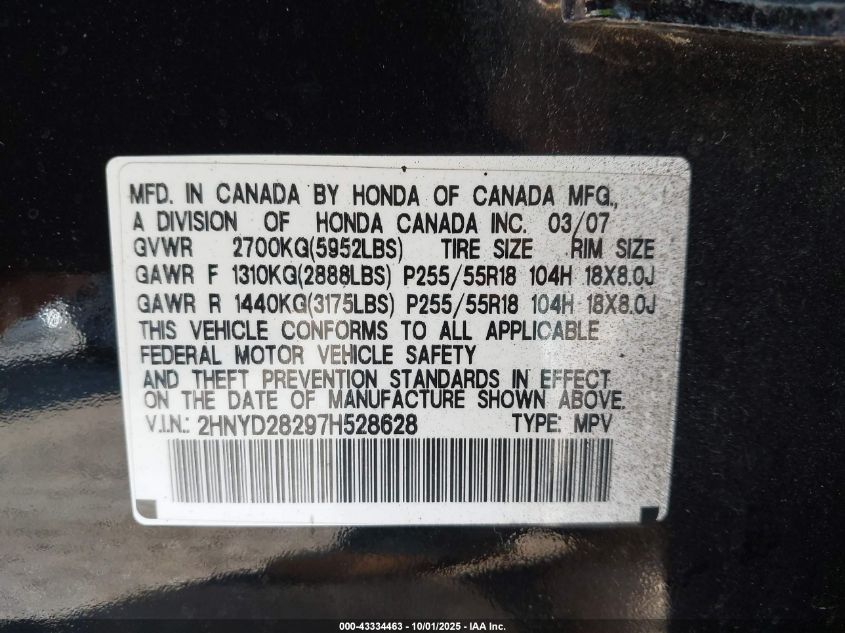 MFD. IN CANADA BY HONDA OF CANADA MFG.,
A DIVISION OF HONDA CANADA INC. 03/07
GVWR 2700KG(5952LBS) TIRE SIZE RIM SIZE
GAWR F 1310KG(2888LBS) P255/55R18 104H 18X8.0J
GAWR R 1440KG(3175LBS) P255/55R18 104H 18X8.0J
THIS VEHICLE CONFORMS TO ALL APPLICABLE
FEDERAL MOTOR VEHICLE SAFETY
AND THEFT PREVENTION STANDARDS IN EFFECT
ON THE DATE OF MANUFACTURE SHOWN ABOVE.
V.I.N.: 2HNYD28297H528628 TYPE: MPV
000-43334463 - 10/01/2025 - IAA Inc.